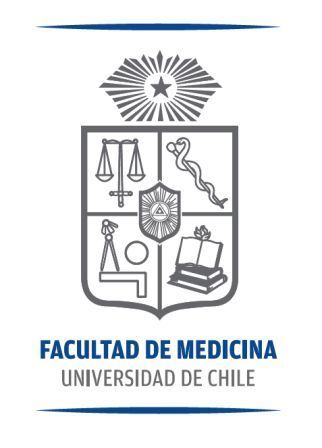 FACULTAD DE MEDICINA
UNIVERSIDAD DE CHILE